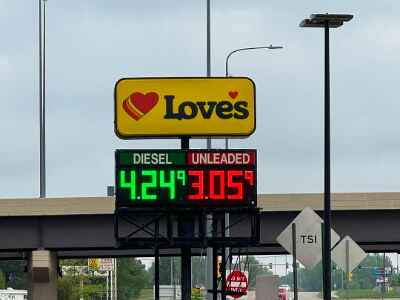 Love's
DIESEL UNLEADED
4.24⁹ 3.05⁹
TSI